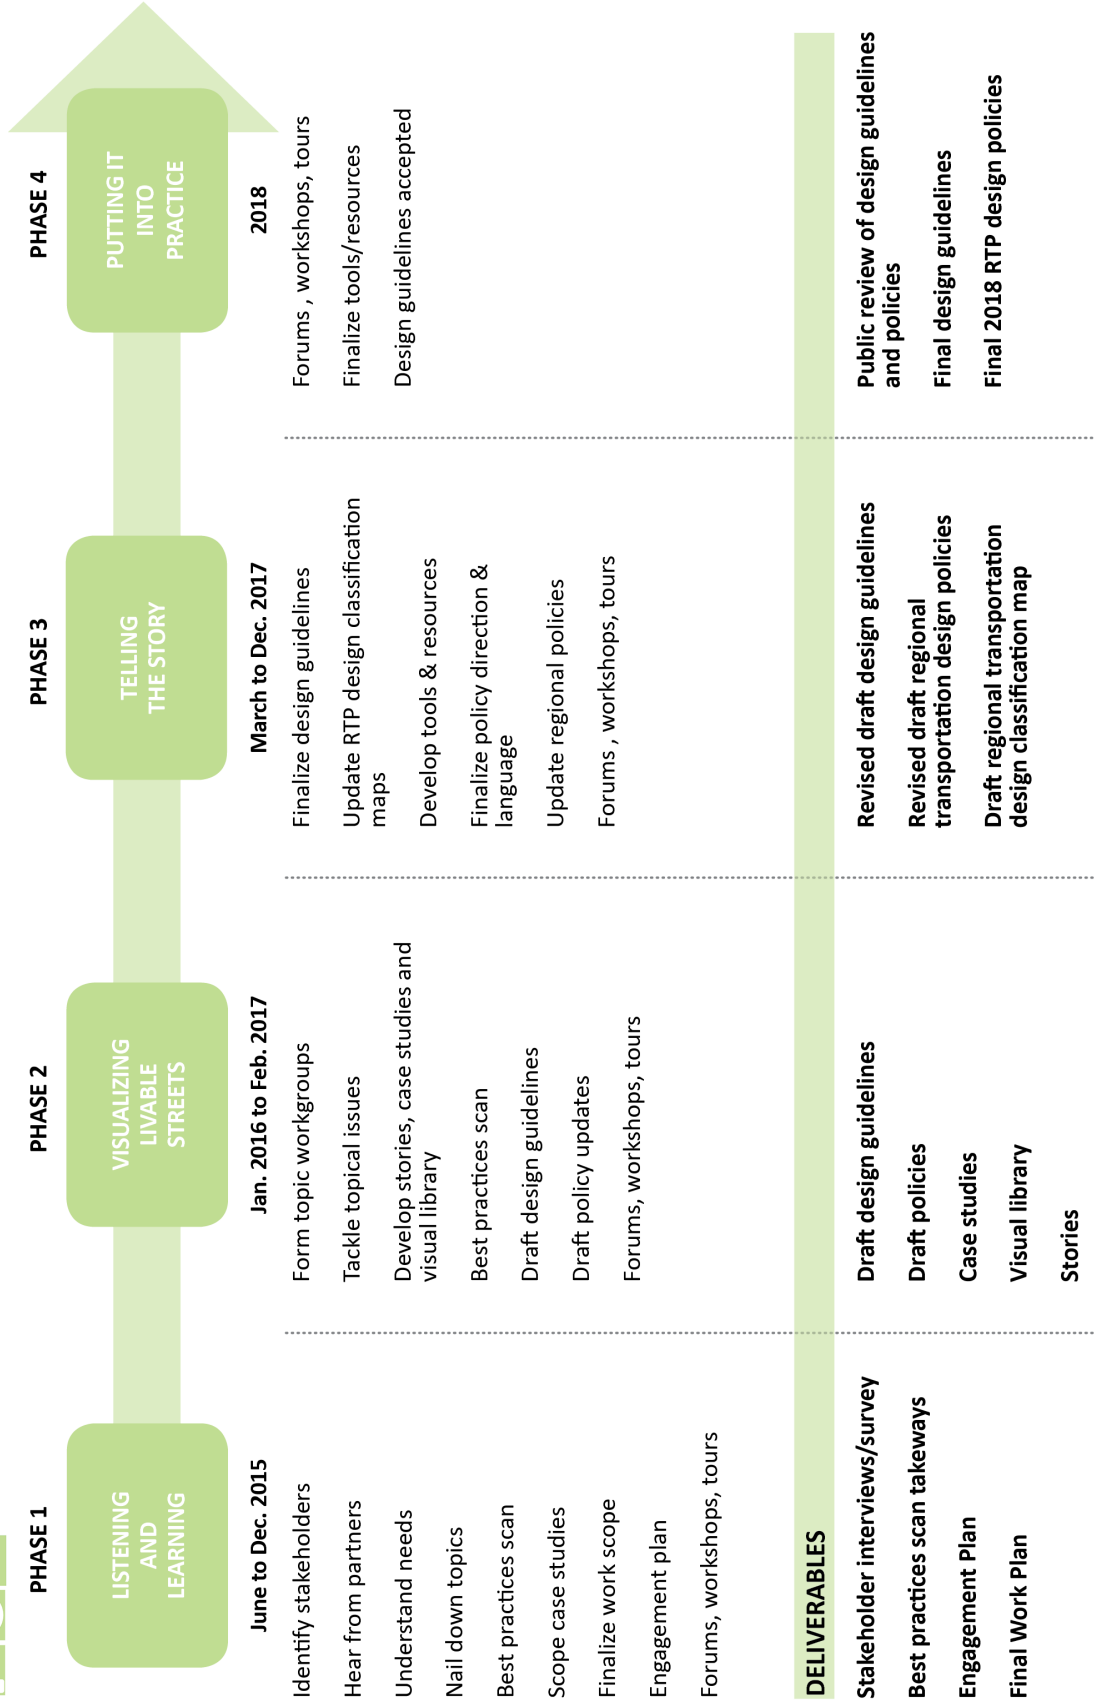 PHASE 1
LISTENING
AND
LEARNING
June to Dec. 2015
Identify stakeholders
Hear from partners
Understand needs
Nail down topics
Best practices scan
Scope case studies
Finalize work scope
Engagement plan
Forums, workshops, tours
PHASE 2
VISUALIZING
LIVABLE
STREETS
Jan. 2016 to Feb. 2017
Form topic workgroups
Tackle topical issues
Develop stories, case studies and
visual library
Best practices scan
Draft design guidelines
Draft policy updates
Forums, workshops, tours
PHASE 3
TELLING
THE STORY
March to Dec. 2017
Finalize design guidelines
Update RTP design classification
maps
Develop tools & resources
Finalize policy direction &
language
Update regional policies
Forums , workshops, tours
PHASE 4
PUTTING IT
INTO
PRACTICE
2018
Forums , workshops, tours
Finalize tools/resources
Design guidelines accepted
DELIVERABLES
Stakeholder interviews/survey
Best practices scan takeways
Engagement Plan
Final Work Plan
Draft design guidelines
Draft policies
Case studies
Visual library
Stories
Revised draft design guidelines
Revised draft regional
transportation design policies
Draft regional transportation
design classification map
Public review of design guidelines
and policies
Final design guidelines
Final 2018 RTP design policies